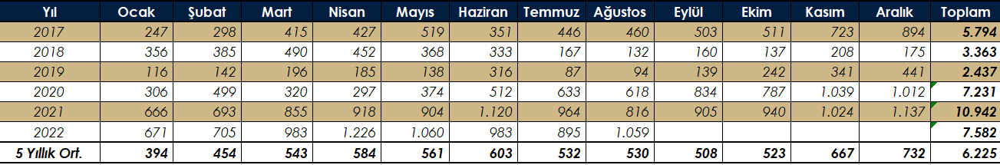 Yıl Ocak Şubat Mart Nisan Mayıs Haziran Temmuz Ağustos Eylül Ekim Kasım Aralık Toplam
2017 247 298 415 427 519 351 446 460 503 511 723 894 5.794
2018 356 385 490 452 368 333 167 132 160 137 208 175 3.363
2019 116 142 196 185 138 316 87 94 139 242 341 441 2.437
2020 306 499 320 297 374 512 633 618 834 787 1.039 1.012 7.231
2021 666 693 855 918 904 1.120 964 816 905 940 1.024 1.137 10.942
2022 671 705 983 1.226 1.060 983 895 1.059 7.582
5 Yıllık Ort. 394 454 543 584 561 603 532 530 508 523 667 732 6.225